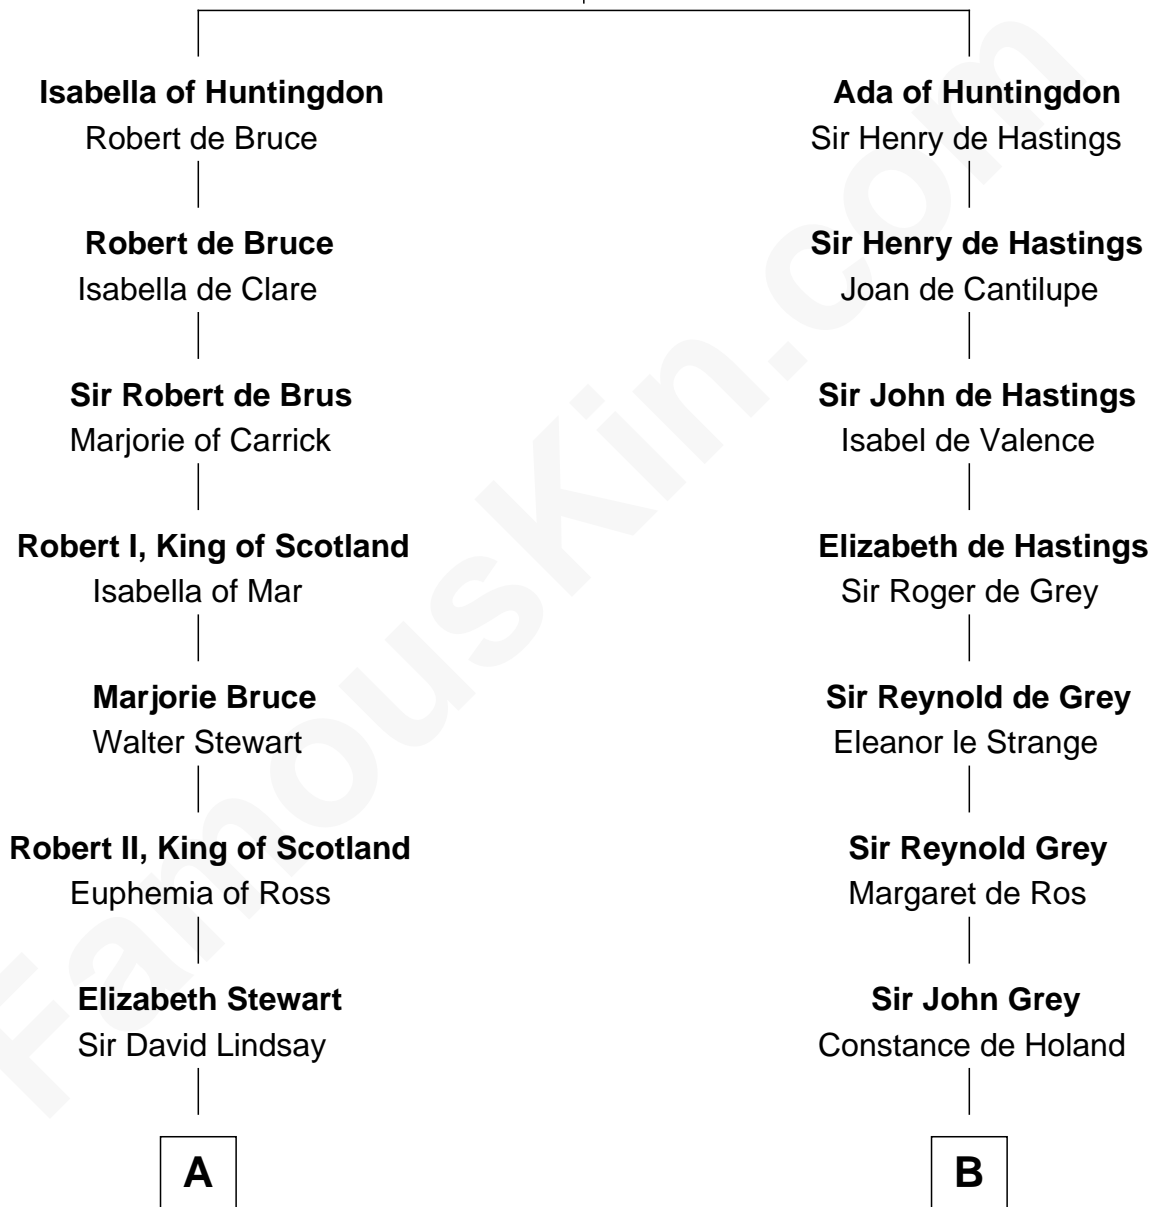 Isabella of Huntingdon
Robert de Bruce
Robert de Bruce
Isabella de Clare
Sir Robert de Brus
Marjorie of Carrick
Robert I, King of Scotland
Isabella of Mar
Marjorie Bruce
Walter Stewart
Robert II, King of Scotland
Euphemia of Ross
Elizabeth Stewart
Sir David Lindsay
A
Ada of Huntingdon
Sir Henry de Hastings
Sir Henry de Hastings
Joan de Cantilupe
Sir John de Hastings
Isabel de Valence
Elizabeth de Hastings
Sir Roger de Grey
Sir Reynold de Grey
Eleanor le Strange
Sir Reynold Grey
Margaret de Ros
Sir John Grey
Constance de Holand
B
FamousKin.com